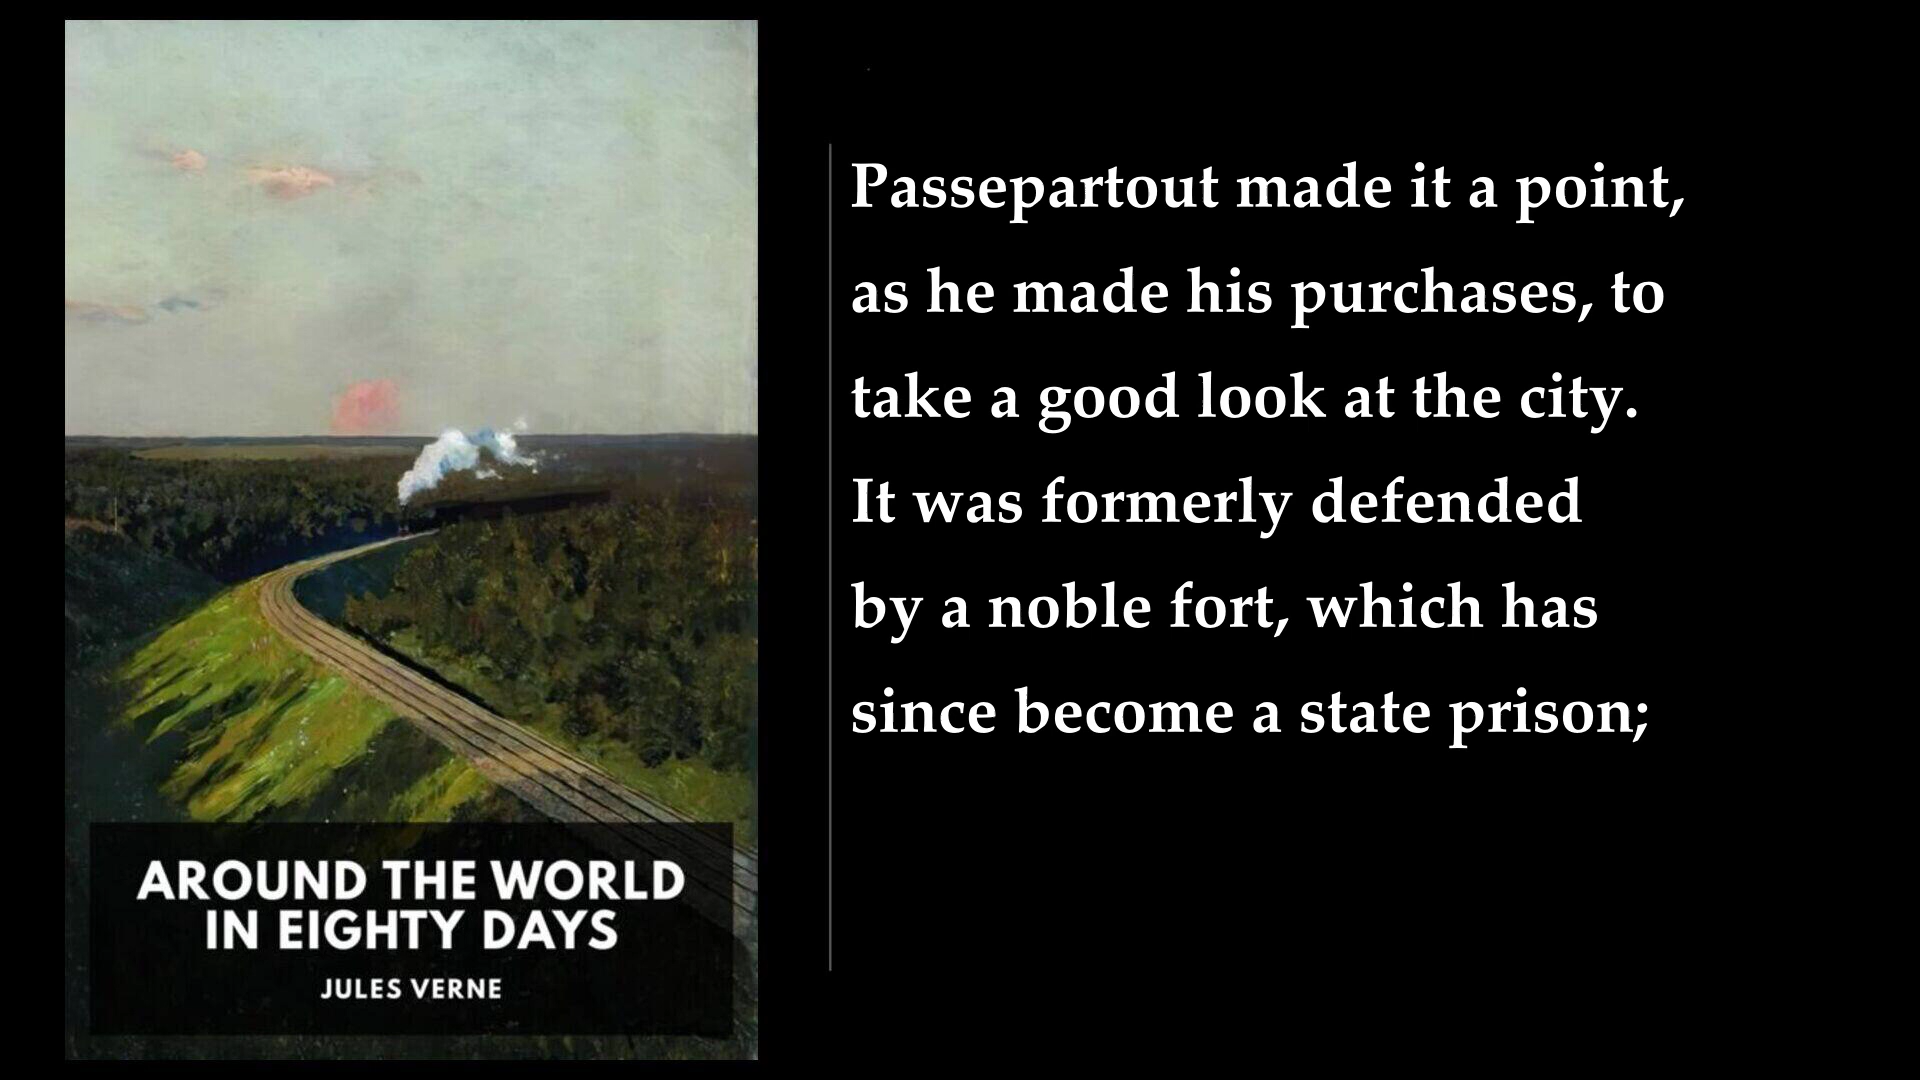 Passepartout made it a point,
as he made his purchases, to
take a good look at the city.
It was formerly defended
by a noble fort, which has
since become a state prison;
AROUND THE WORLD
IN EIGHTY DAYS
JULES VERNE